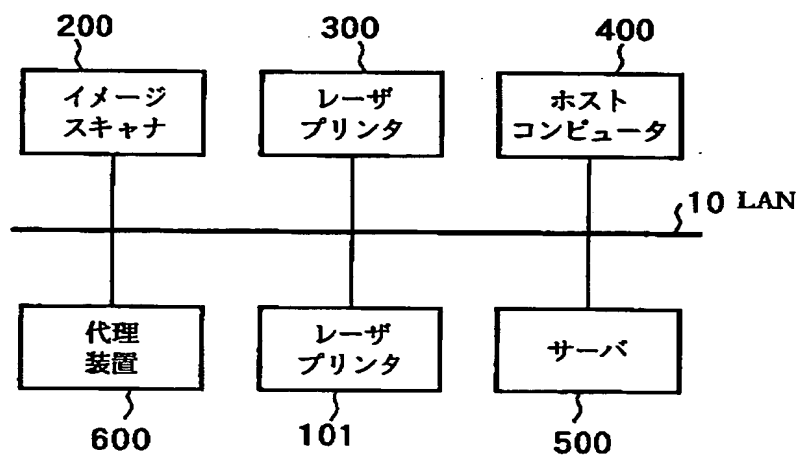 200
300
400
イメージ
スキャナ
レーザ
プリンタ
ホスト
コンピュータ
10 LAN
代理
装置
レーザ
プリンタ
サーバ
600
101
500